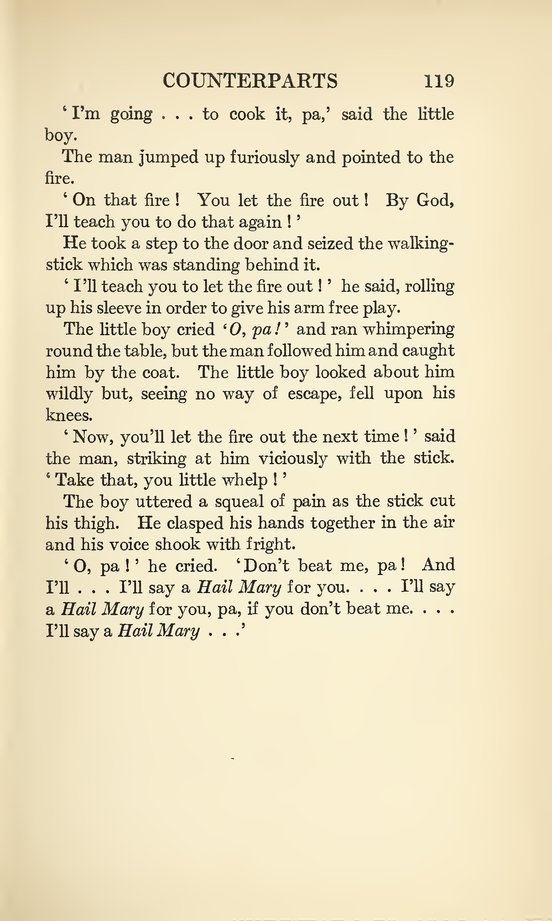 COUNTERPARTS 119
‘ I’m going . . . to cook it, pa,’ said the little
boy.
The man jumped up furiously and pointed to the
fire.
‘ On that fire ! You let the fire out ! By God,
I’ll teach you to do that again ! ’
He took a step to the door and seized the walking-
stick which was standing behind it.
‘ I’ll teach you to let the fire out ! ’ he said, rolling
up his sleeve in order to give his arm free play.
The little boy cried ‘O, pa!’ and ran whimpering
round the table, but the man followed him and caught
him by the coat. The little boy looked about him
wildly but, seeing no way of escape, fell upon his
knees.
‘ Now, you’ll let the fire out the next time ! ’ said
the man, striking at him viciously with the stick.
‘ Take that, you little whelp ! ’
The boy uttered a squeal of pain as the stick cut
his thigh. He clasped his hands together in the air
and his voice shook with fright.
‘ O, pa ! ’ he cried. ‘Don’t beat me, pa! And
I’ll . . . I’ll say a Hail Mary for you. . . . I’ll say
a Hail Mary for you, pa, if you don’t beat me. . . .
I’ll say a Hail Mary . . .’